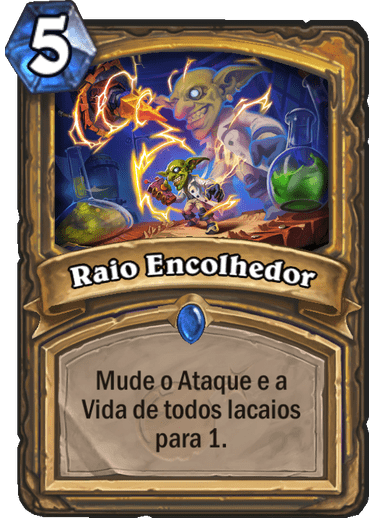 5
Raio Encolhedor
Mude o Ataque e a
Vida de todos lacaios
para 1.